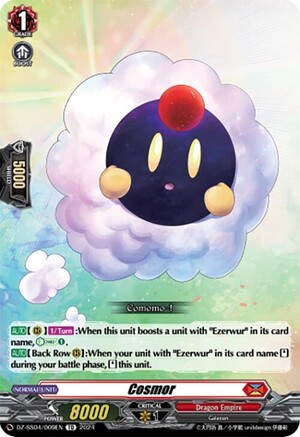 1
GRADE
BOOST
5000
SHIELD
Comomo..!
AUTO [ ] 1/Turn :When this unit boosts a unit with "Ezerwur" in its card
name,
AUTO [Back Row ]:When your with "Ezerwur" in its card name [ ]
during your battle phase, [ ] this unit.
NORMAL UNIT
Cosmor
POWER 8000
CRITICAL
1
Dragon Empire
Galaxian
DZ-SS04/009EN TD 2024